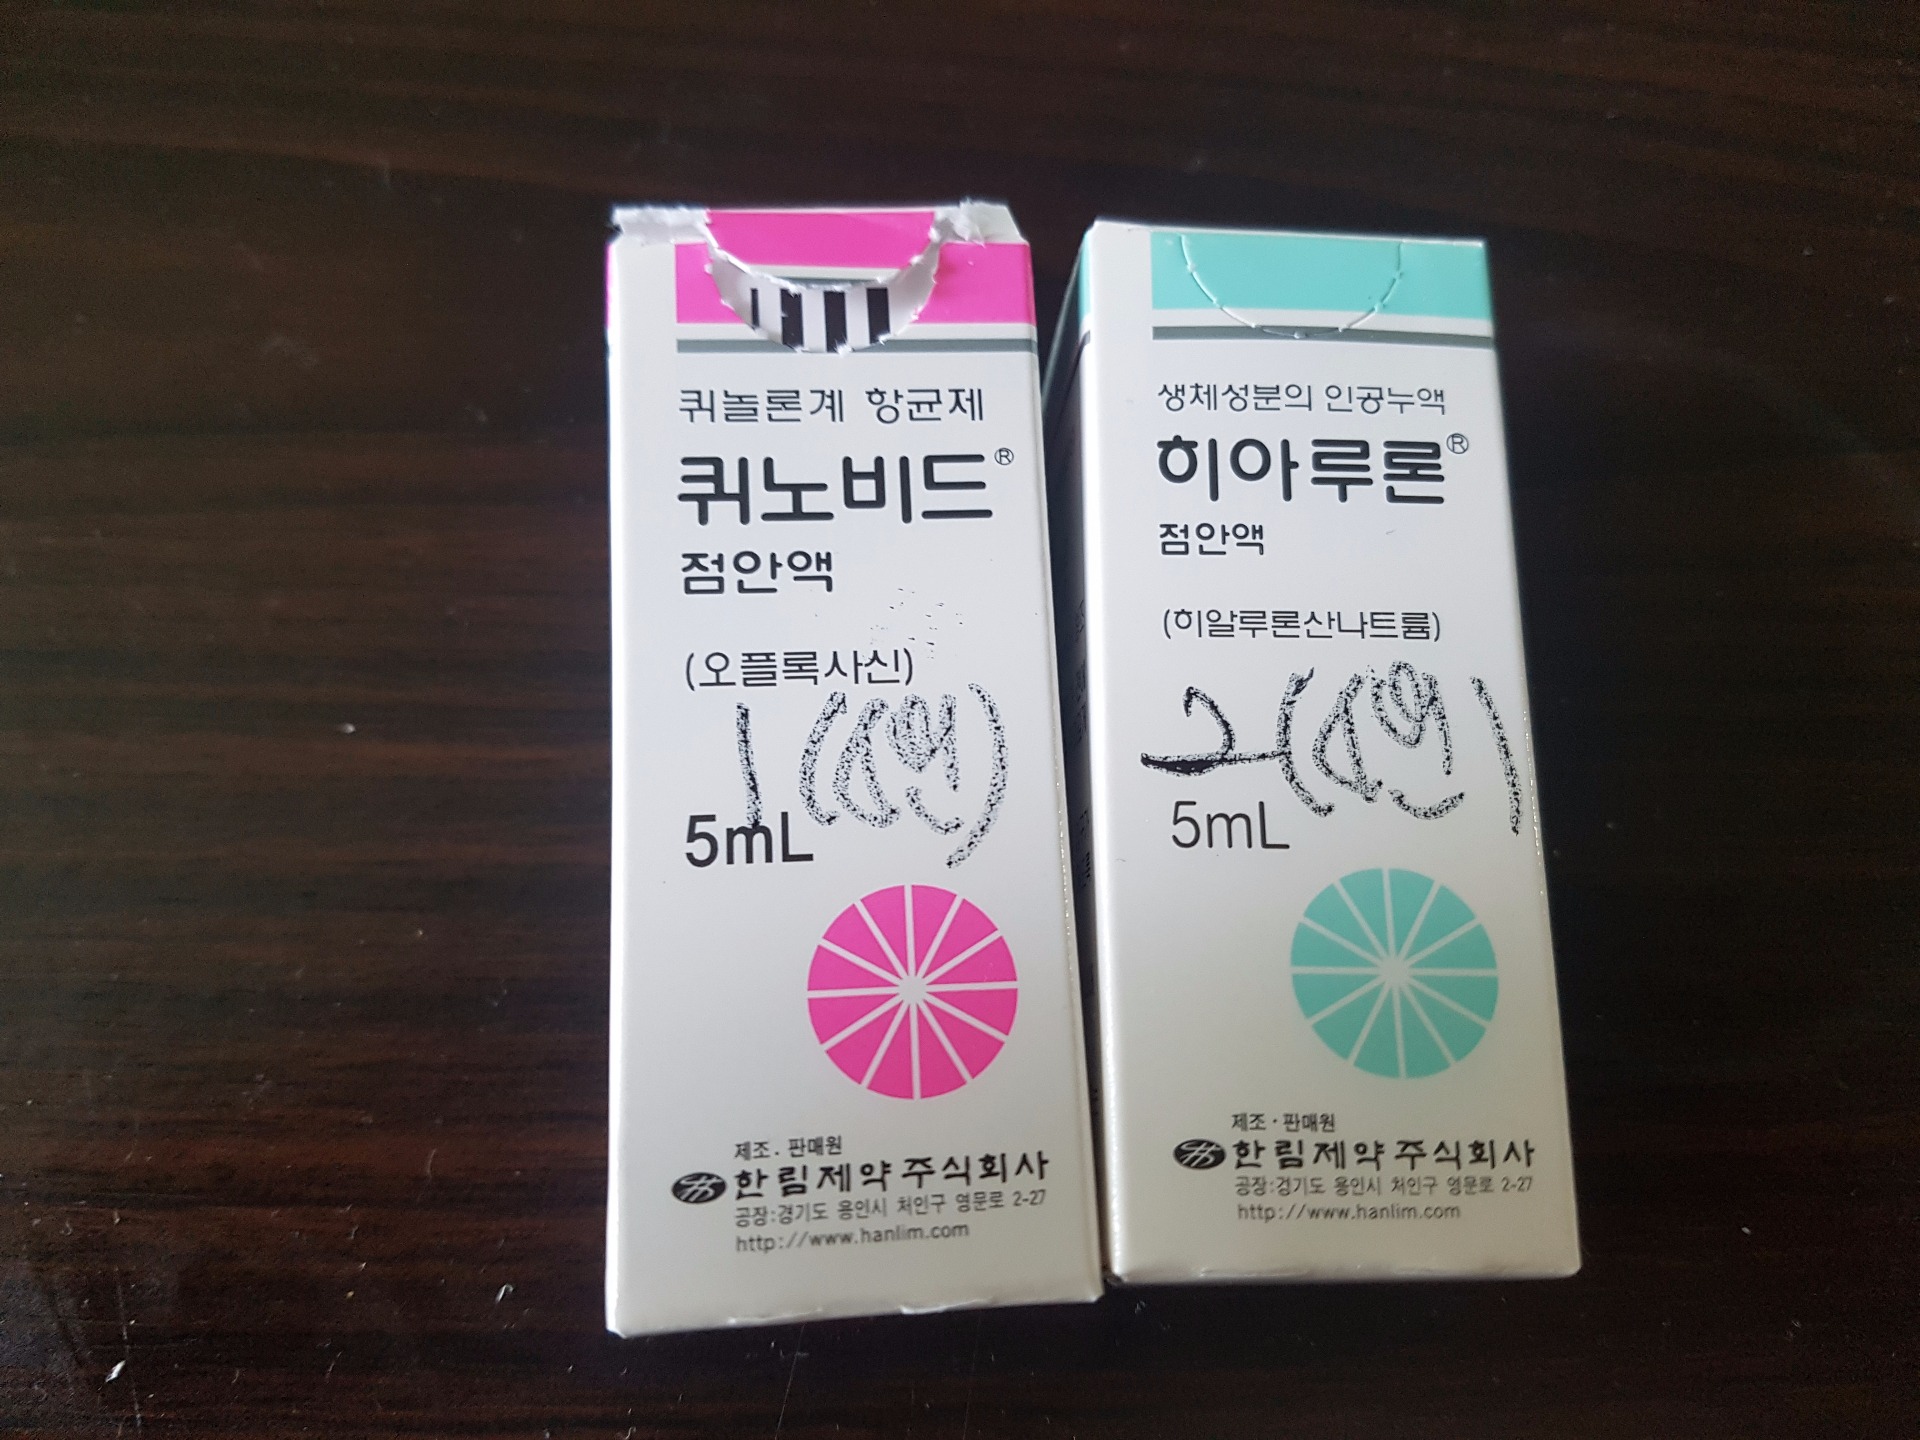 퀴놀론계 항균제
퀴노비드®
점안액
(오플록사신)
1
5mL
제조. 판매원
한림제약주식회사
공장:경기도 용인시 처인구 영문로 2-27
http://www.hanlim.com
생체성분의 인공누액
히아루론®
점안액
(히알루론산나트륨)
2
5mL
제조·판매원
한림제약주식회사
공장:경기도 용인시 처인구 영문로 2-27
http://www.hanlim.com